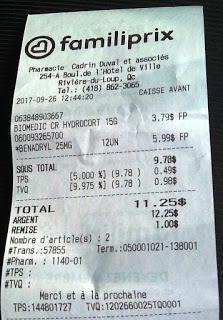 familiprix
Pharmacie Cadrin Duval et associés
254-A Boul.de l'Hotel de Ville
Rivière-du-Loup, Qc
Tel.: (418) 862-3065
2017-09-26 12:44:20 CAISSE AVANT
063848903667
BIOMEDIC CR HYDROCORT 15G 3.79$ FP
060093265700
*BENADRYL 25MG 12UN 5.99$ FP
SOUS TOTAL 9.78$
TPS [5.000 %] (9.78 ) 0.49$
TVQ [9.975 %] (9.78 ) 0.98$
TOTAL 11.25$
ARGENT 12.25$
REMISE 1.00$
Nombre d'article(s) : 2
#Trans.:57855 Term.:050001021-138001
#Pharm.: 1140-01
#TPS :
#TVQ :
Merci et à la prochaine
TPS:144801727 TVQ:1202660025TQ0001